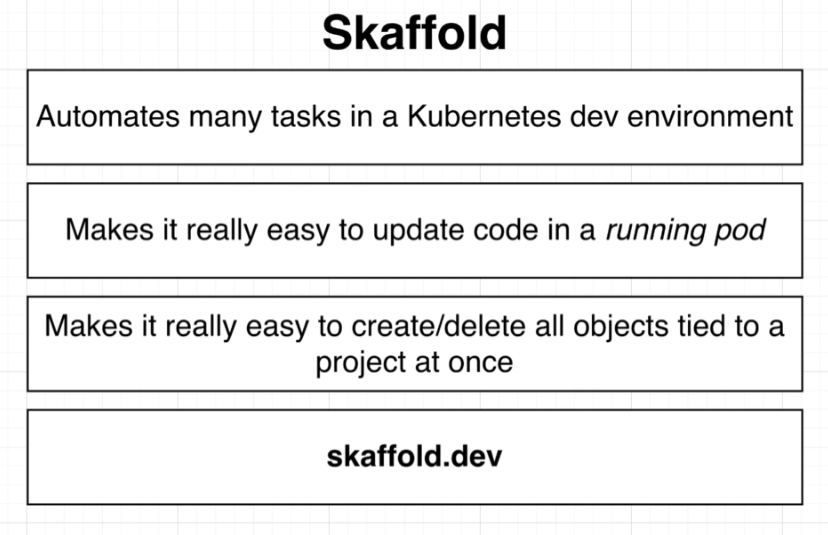 Skaffold
Automates many tasks in a Kubernetes dev environment
Makes it really easy to update code in a running pod
Makes it really easy to create/delete all objects tied to a
project at once
skaffold.dev